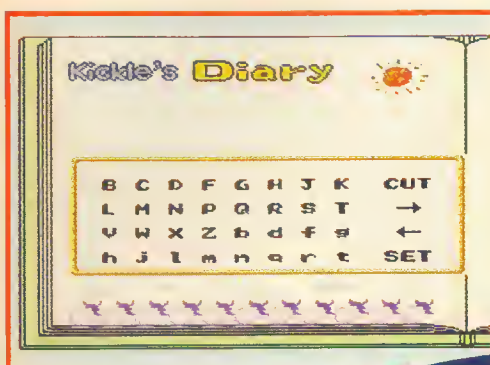 Kickle's Diary
B C D F G H J K CUT
L M N P Q R S T →
V W X Z b d f g ←
h j l m n q r t SET